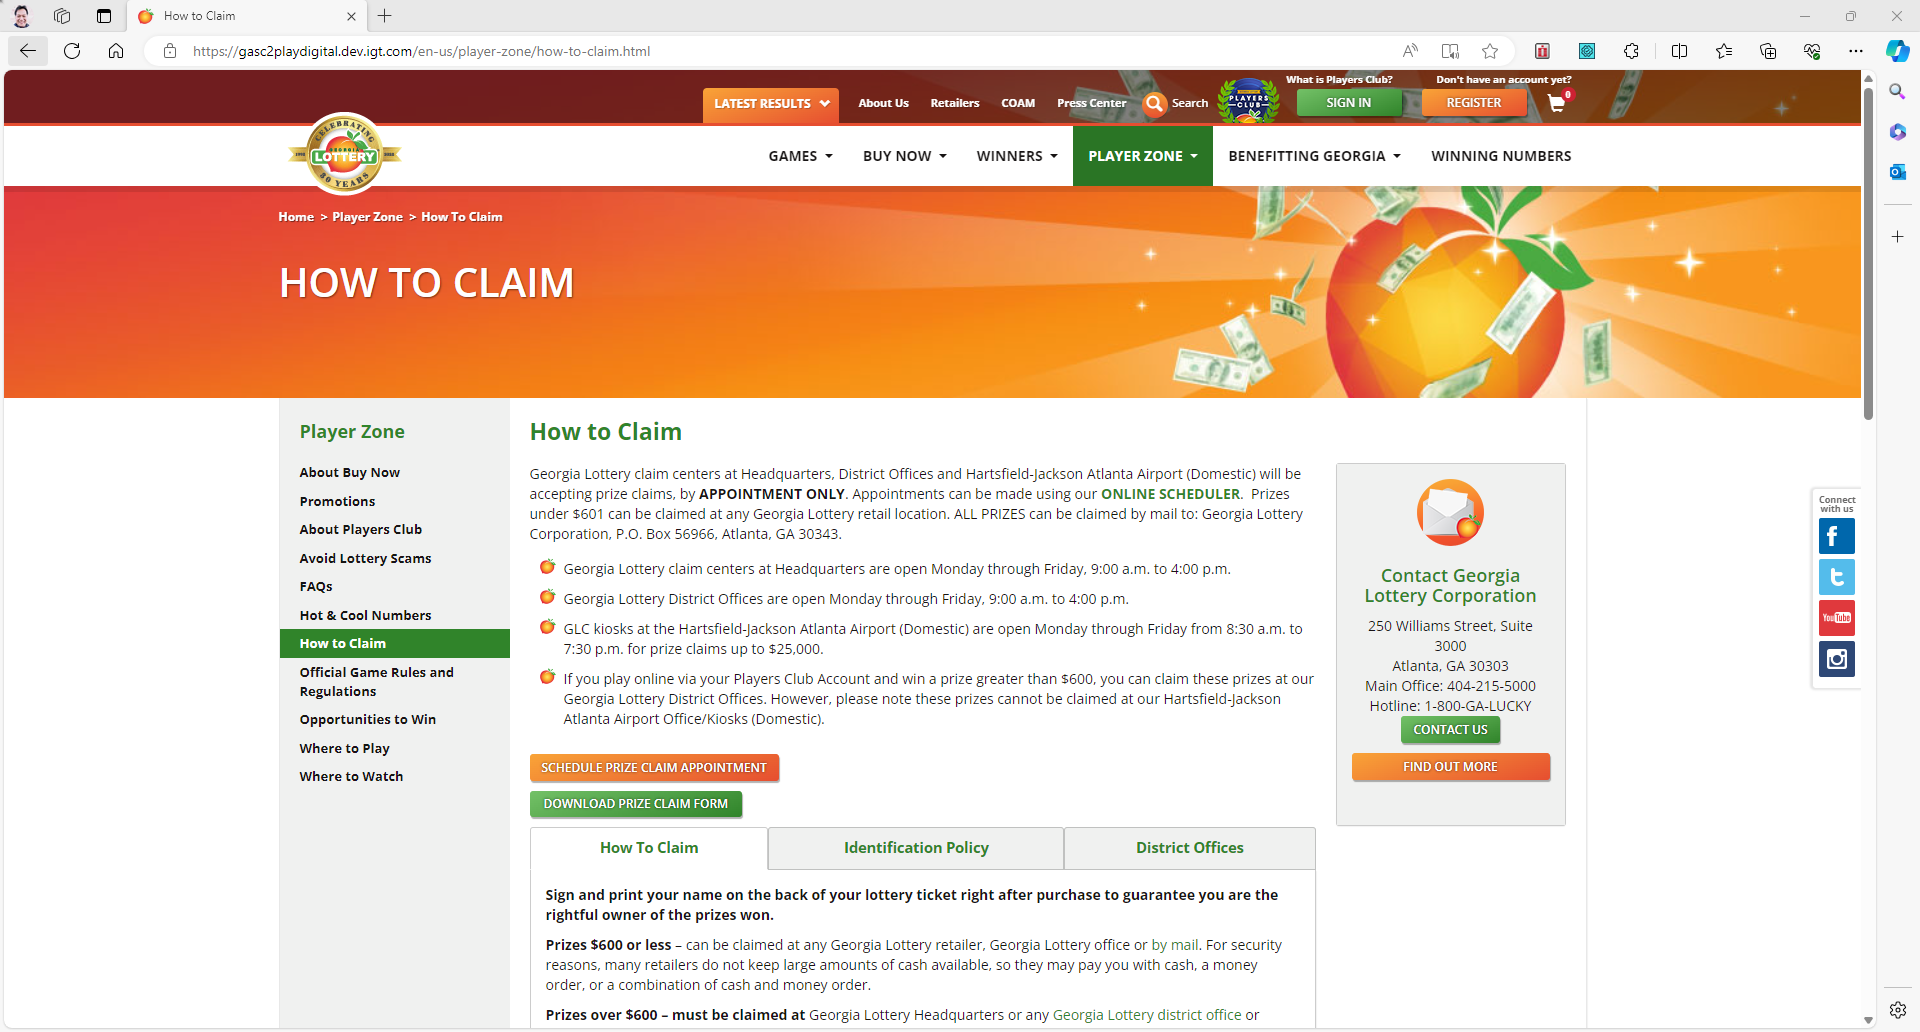 How to Claim
https://gasc2playdigital.dev.igt.com/en-us/player-zone/how-to-claim.html
What is Players Club?
Don't have an account yet?
LATEST RESULTS
About Us
Retailers
COAM
Press Center
Search
PLAYERS
CLUB
SIGN IN
REGISTER
0
CELEBRATING
GEORGIA
LOTTERY
30 YEARS
GAMES
BUY NOW
WINNERS
PLAYER ZONE
BENEFITTING GEORGIA
WINNING NUMBERS
Home > Player Zone > How To Claim
HOW TO CLAIM
Player Zone
About Buy Now
Promotions
About Players Club
Avoid Lottery Scams
FAQs
Hot & Cool Numbers
How to Claim
Official Game Rules and
Regulations
Opportunities to Win
Where to Play
Where to Watch
How to Claim
Georgia Lottery claim centers at Headquarters, District Offices and Hartsfield-Jackson Atlanta Airport (Domestic) will be
accepting prize claims, by APPOINTMENT ONLY. Appointments can be made using our ONLINE SCHEDULER. Prizes
under $601 can be claimed at any Georgia Lottery retail location. ALL PRIZES can be claimed by mail to: Georgia Lottery
Corporation, P.O. Box 56966, Atlanta, GA 30343.
Georgia Lottery claim centers at Headquarters are open Monday through Friday, 9:00 a.m. to 4:00 p.m.
Georgia Lottery District Offices are open Monday through Friday, 9:00 a.m. to 4:00 p.m.
GLC kiosks at the Hartsfield-Jackson Atlanta Airport (Domestic) are open Monday through Friday from 8:30 a.m. to
7:30 p.m. for prize claims up to $25,000.
If you play online via your Players Club Account and win a prize greater than $600, you can claim these prizes at our
Georgia Lottery District Offices. However, please note these prizes cannot be claimed at our Hartsfield-Jackson
Atlanta Airport Office/Kiosks (Domestic).
SCHEDULE PRIZE CLAIM APPOINTMENT
DOWNLOAD PRIZE CLAIM FORM
How To Claim
Identification Policy
District Offices
Sign and print your name on the back of your lottery ticket right after purchase to guarantee you are the
rightful owner of the prizes won.
Prizes $600 or less – can be claimed at any Georgia Lottery retailer, Georgia Lottery office or by mail. For security
reasons, many retailers do not keep large amounts of cash available, so they may pay you with cash, a money
order, or a combination of cash and money order.
Prizes over $600 – must be claimed at Georgia Lottery Headquarters or any Georgia Lottery district office or
Contact Georgia
Lottery Corporation
250 Williams Street, Suite
3000
Atlanta, GA 30303
Main Office: 404-215-5000
Hotline: 1-800-GA-LUCKY
CONTACT US
FIND OUT MORE
Connect
with us
YouTube